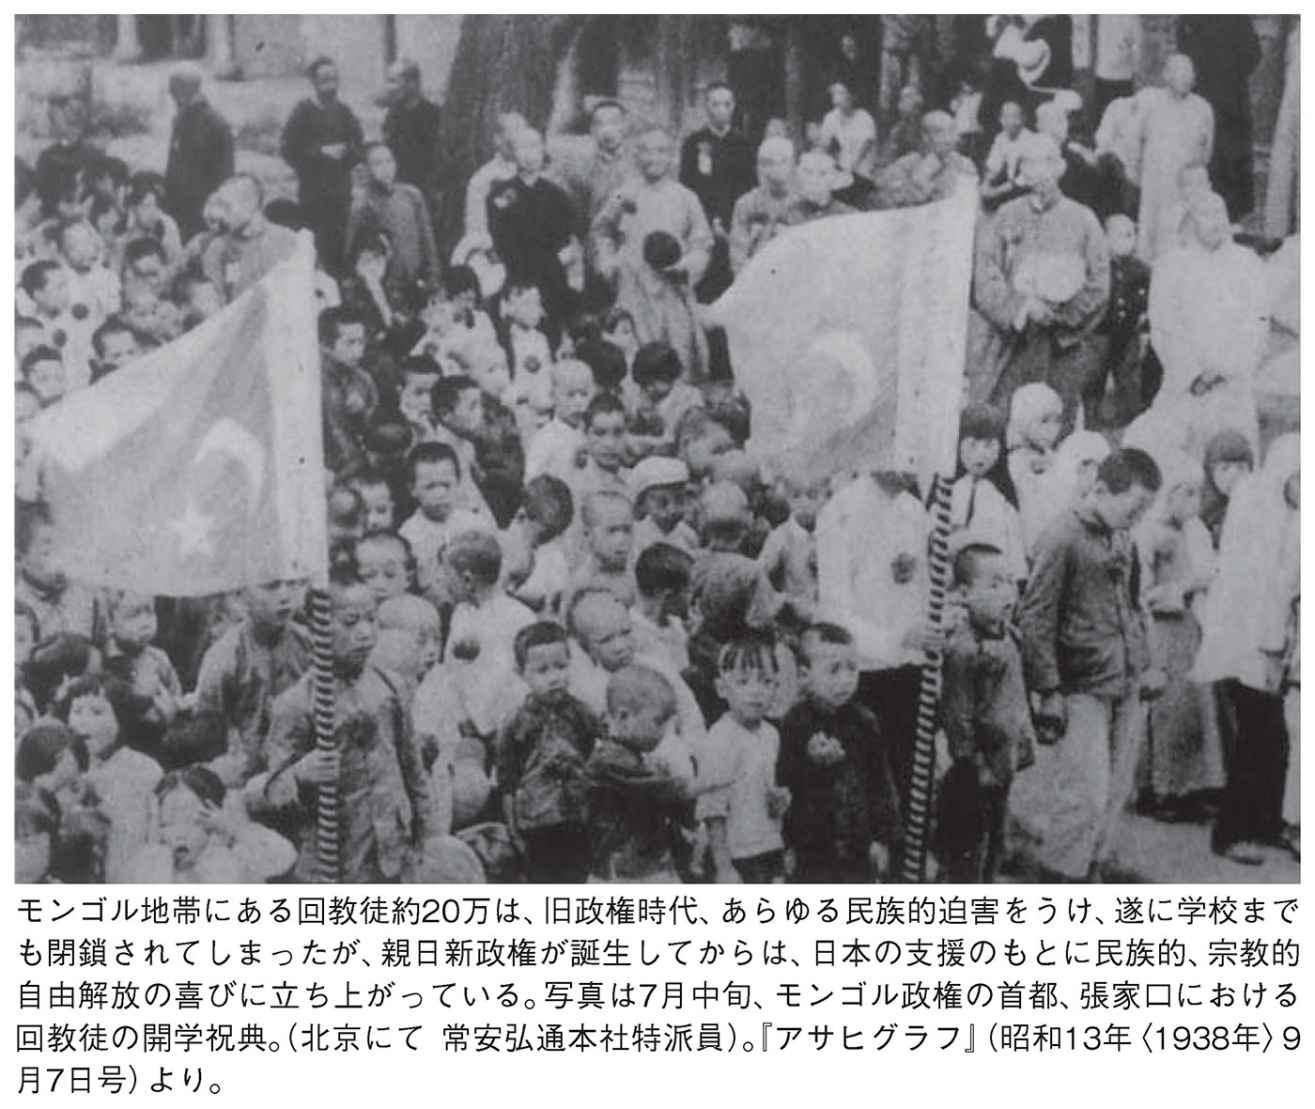 モンゴル地帯にある回教徒約20万は、旧政権時代、あらゆる民族的迫害をうけ、遂に学校まで
も閉鎖されてしまったが、親日新政権が誕生してからは、日本の支援のもとに民族的、宗教的
自由解放の喜びに立ち上がっている。写真は7月中旬、モンゴル政権の首都、張家口における
回教徒の開学祝典。（北京にて 常安弘通本社特派員）。『アサヒグラフ』（昭和13年〈1938年〉9
月7日号）より。